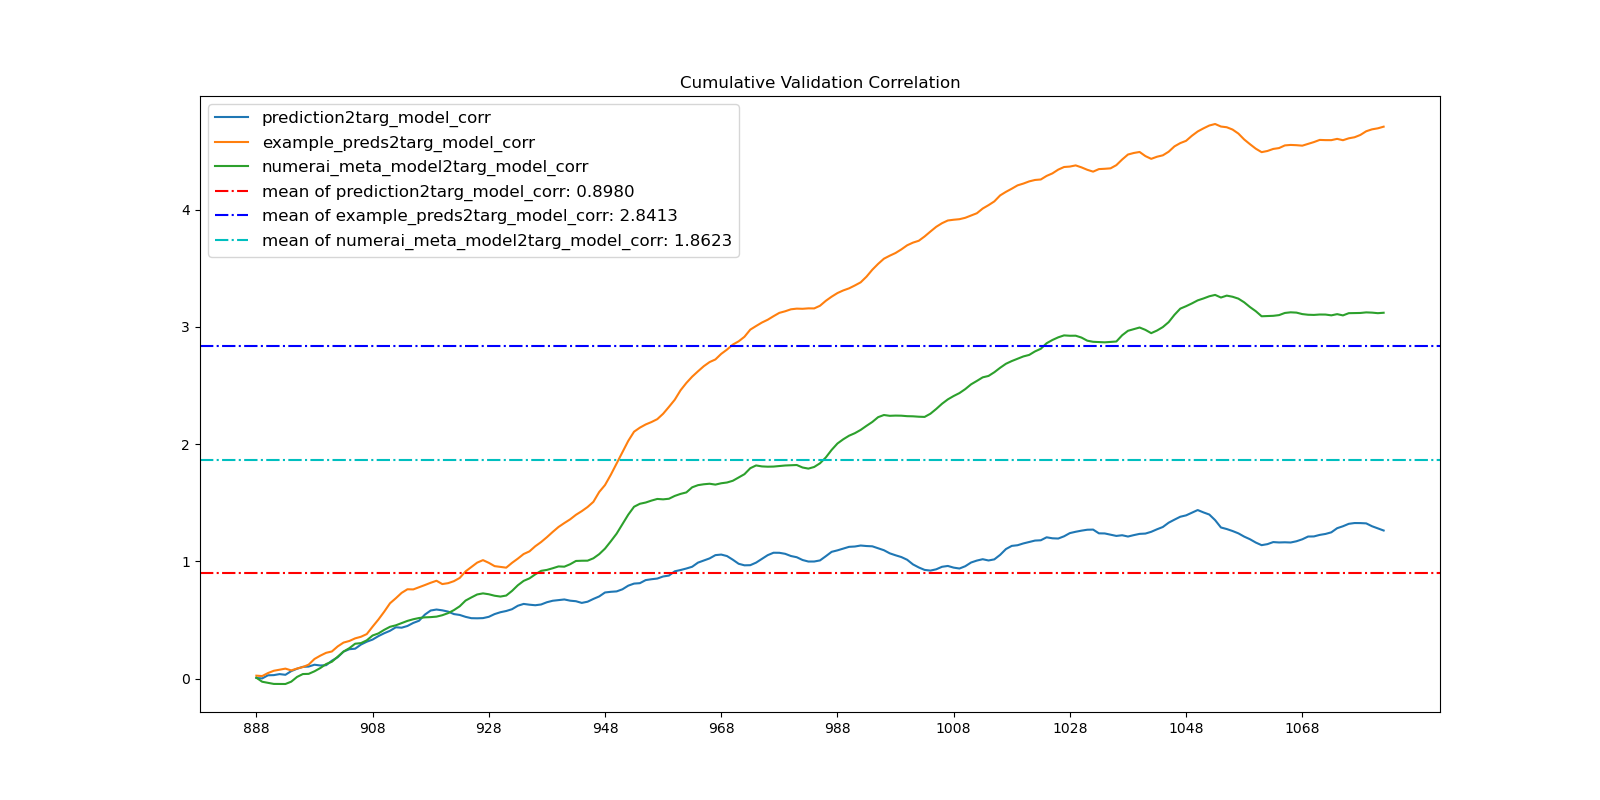 Cumulative Validation Correlation
prediction2targ_model_corr
example_preds2targ_model_corr
numerai_meta_model2targ_model_corr
mean of prediction2targ_model_corr: 0.8980
mean of example_preds2targ_model_corr: 2.8413
mean of numerai_meta_model2targ_model_corr: 1.8623
4
3
2
1
0
888 908 928 948 968 988 1008 1028 1048 1068